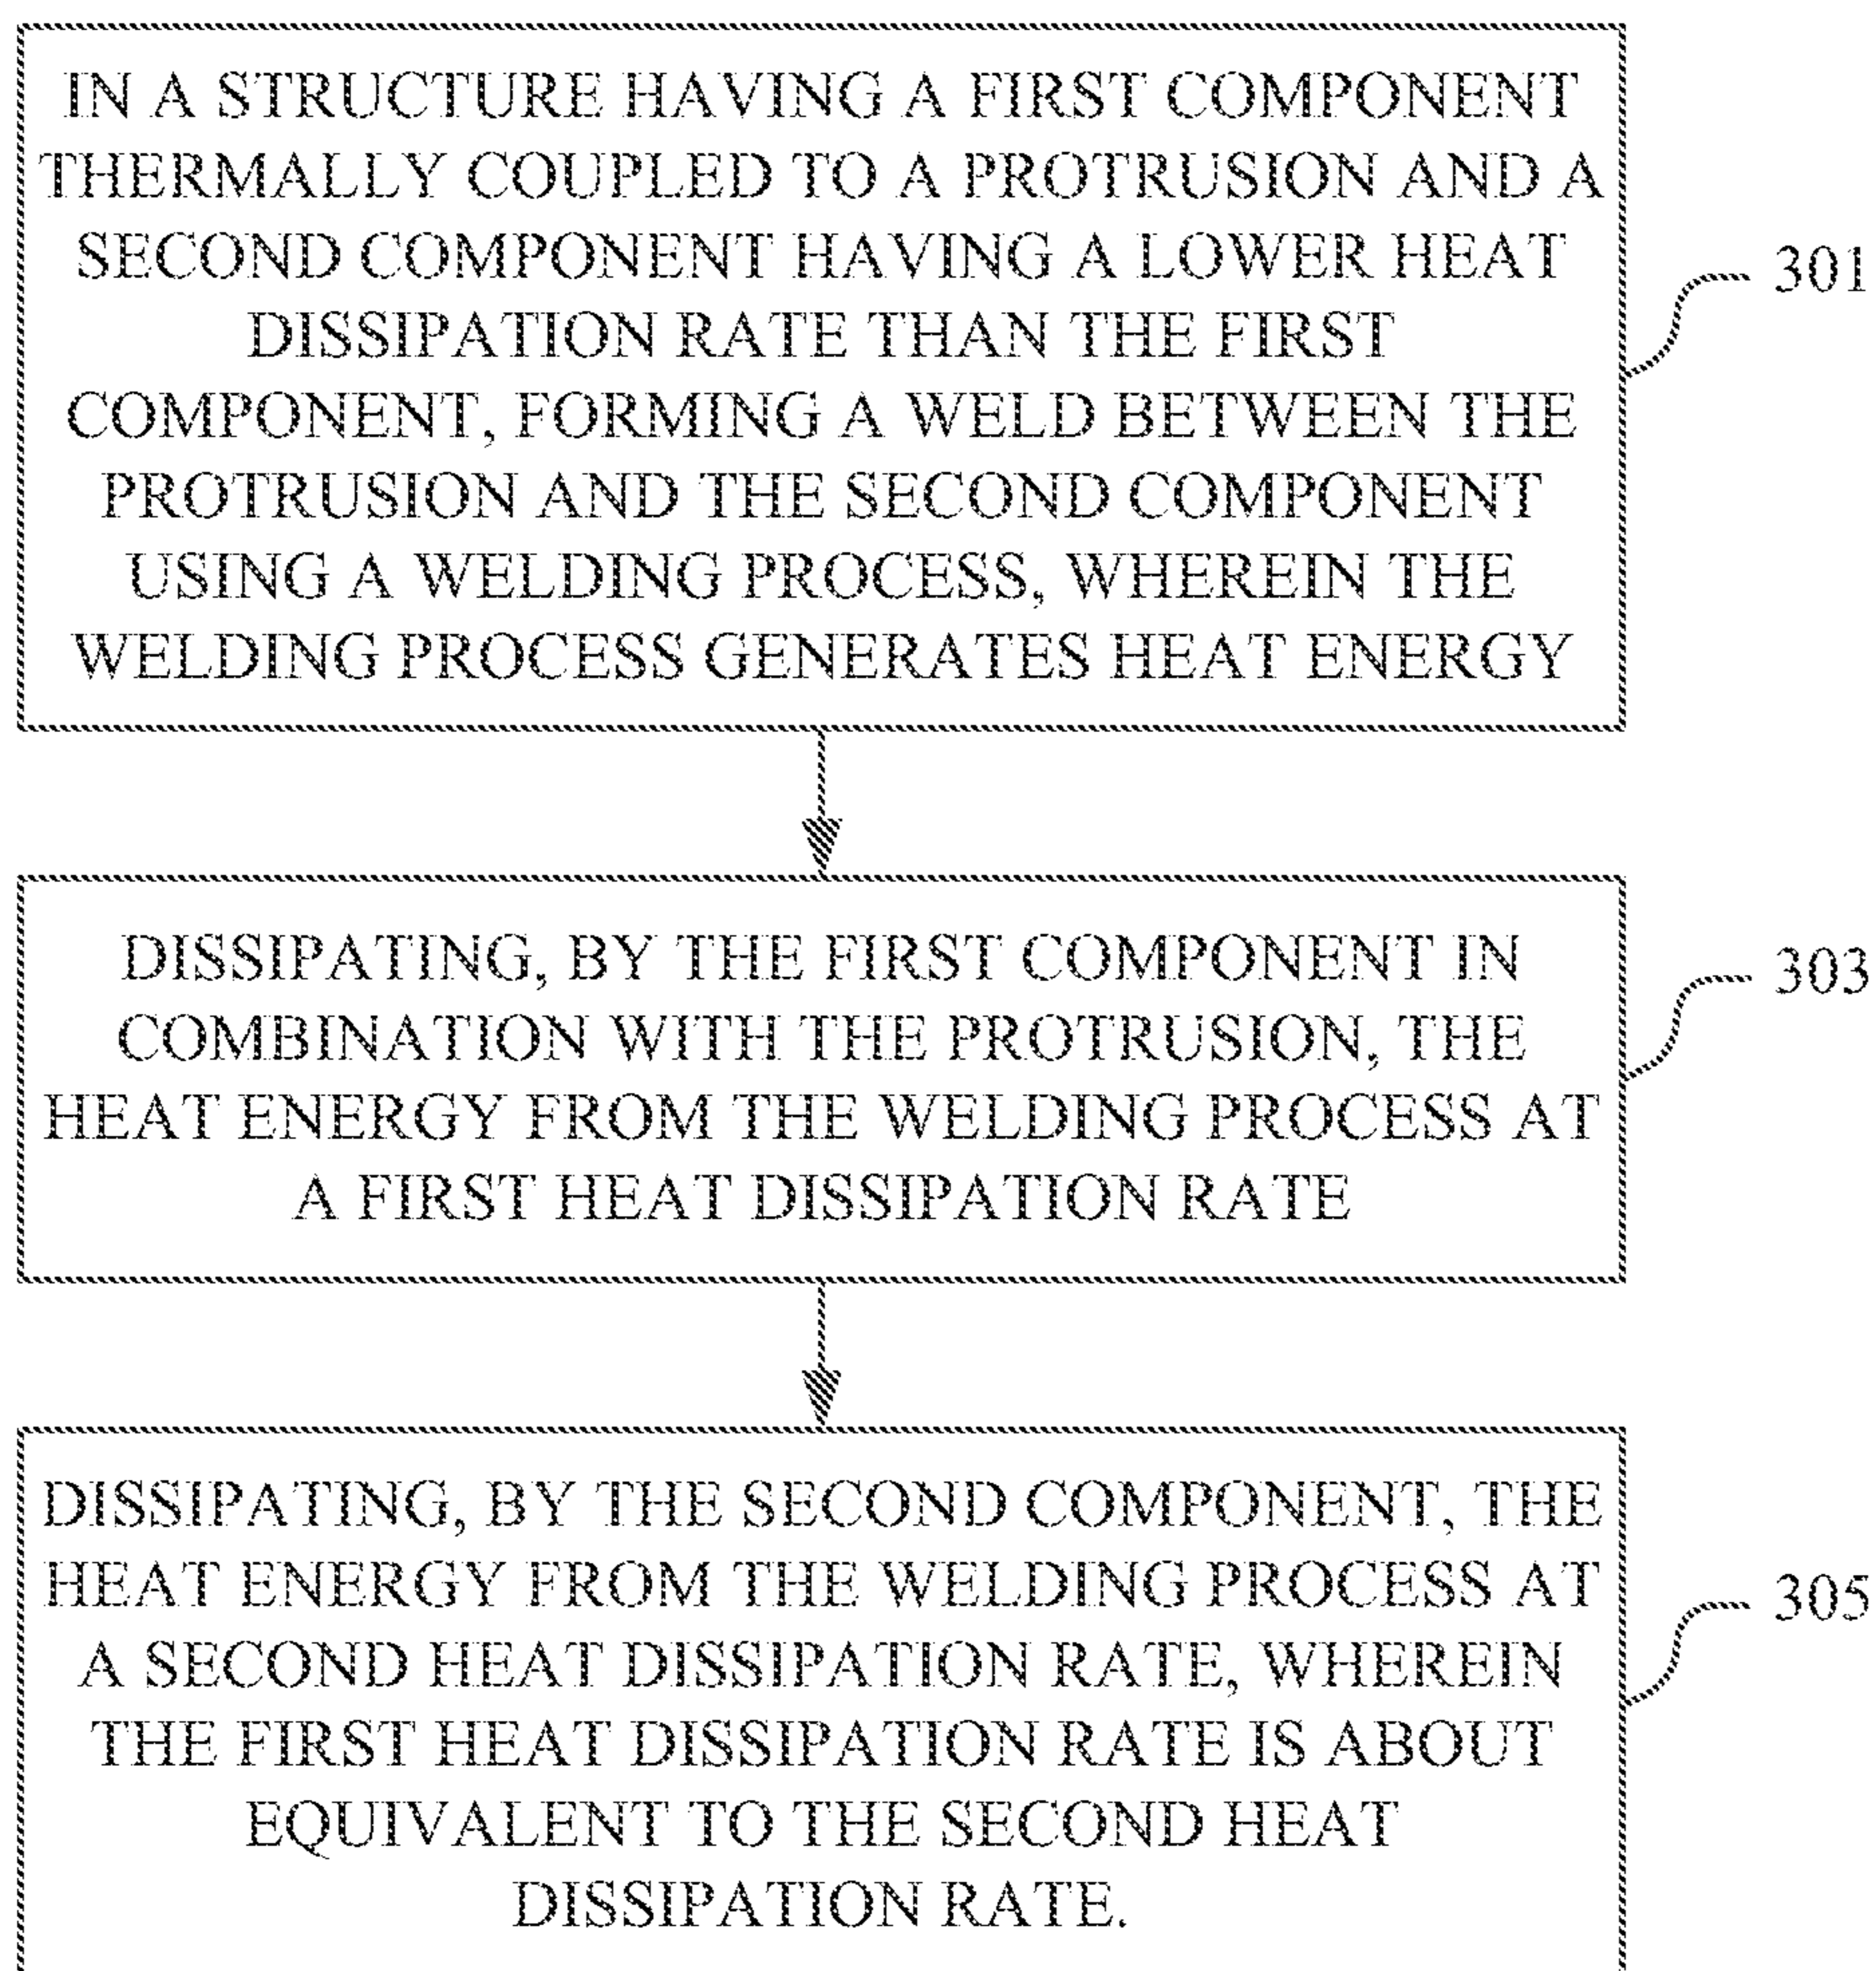 IN A STRUCTURE HAVING A FIRST COMPONENT
THERMALLY COUPLED TO A PROTRUSION AND A
SECOND COMPONENT HAVING A LOWER HEAT
DISSIPATION RATE THAN THE FIRST
COMPONENT, FORMING A WELD BETWEEN THE
PROTRUSION AND THE SECOND COMPONENT
USING A WELDING PROCESS, WHEREIN THE
WELDING PROCESS GENERATES HEAT ENERGY
301
DISSIPATING, BY THE FIRST COMPONENT IN
COMBINATION WITH THE PROTRUSION, THE
HEAT ENERGY FROM THE WELDING PROCESS AT
A FIRST HEAT DISSIPATION RATE
303
DISSIPATING, BY THE SECOND COMPONENT, THE
HEAT ENERGY FROM THE WELDING PROCESS AT
A SECOND HEAT DISSIPATION RATE, WHEREIN
THE FIRST HEAT DISSIPATION RATE IS ABOUT
EQUIVALENT TO THE SECOND HEAT
DISSIPATION RATE.
305